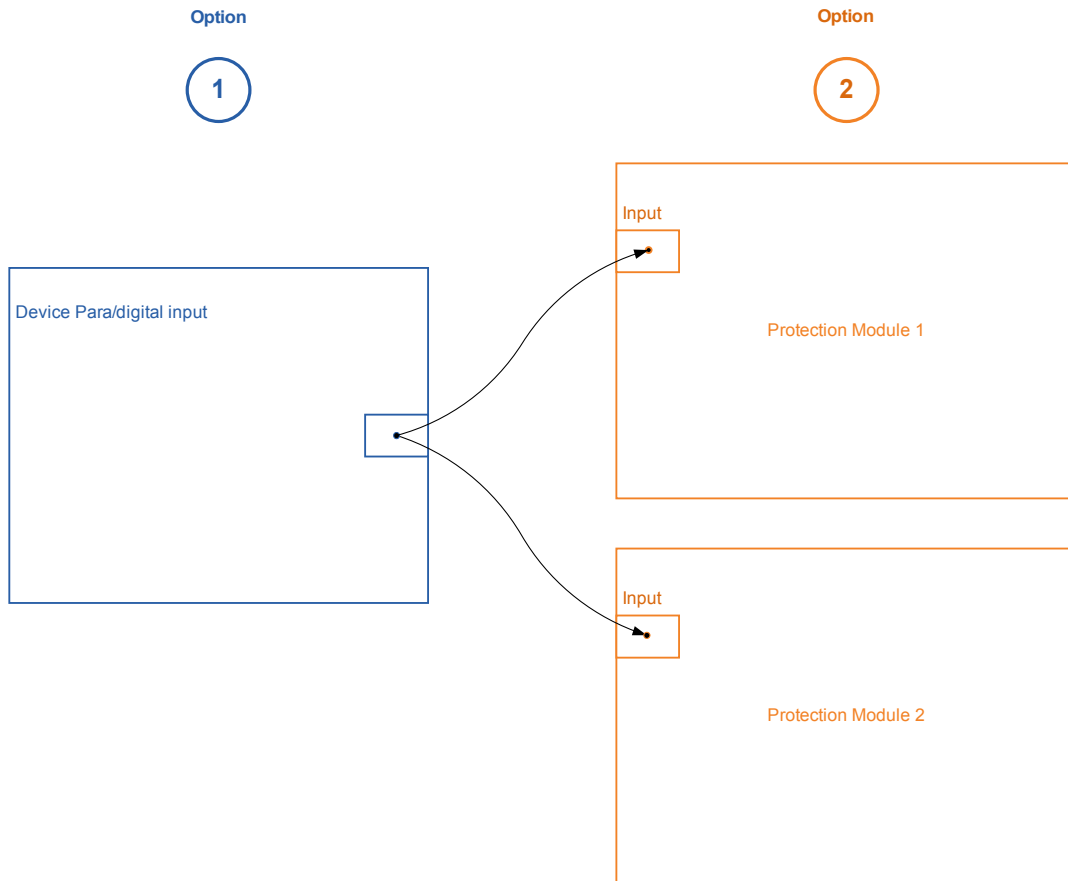 Option
1
Option
2
Device Para/digital input
Input
Protection Module 1
Input
Protection Module 2